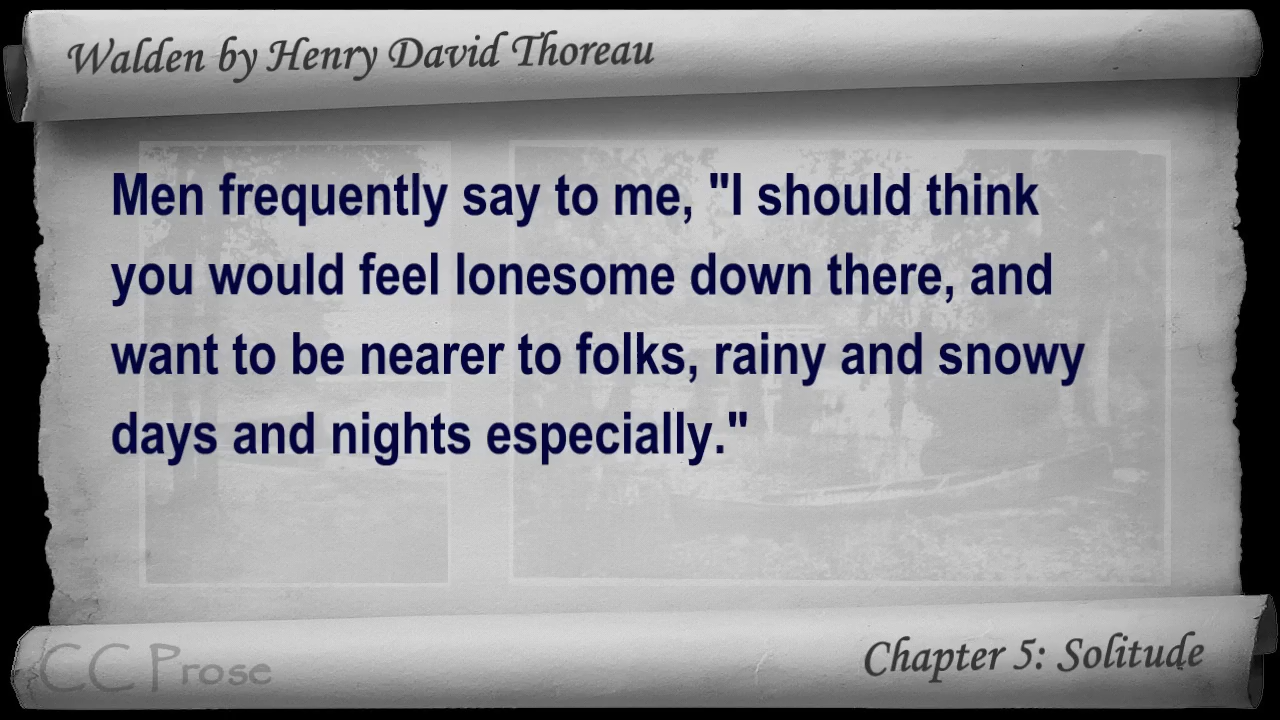 Walden by Henry David Thoreau
Men frequently say to me, "I should think
you would feel lonesome down there, and
want to be nearer to folks, rainy and snowy
days and nights especially."
CC Prose
Chapter 5: Solitude